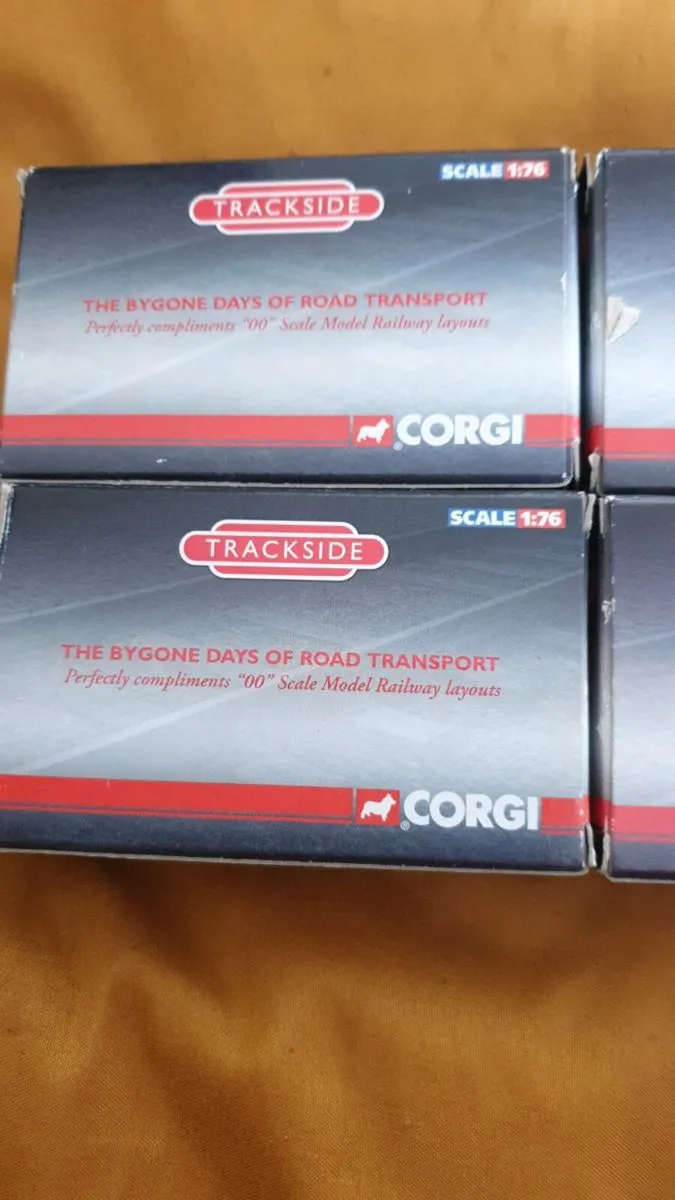 SCALE 1:76
TRACKSIDE
THE BYGONE DAYS OF ROAD TRANSPORT
Perfectly compliments "00" Scale Model Railway layouts
® CORGI
SCALE 1:76
TRACKSIDE
THE BYGONE DAYS OF ROAD TRANSPORT
Perfectly compliments "00" Scale Model Railway layouts
® CORGI